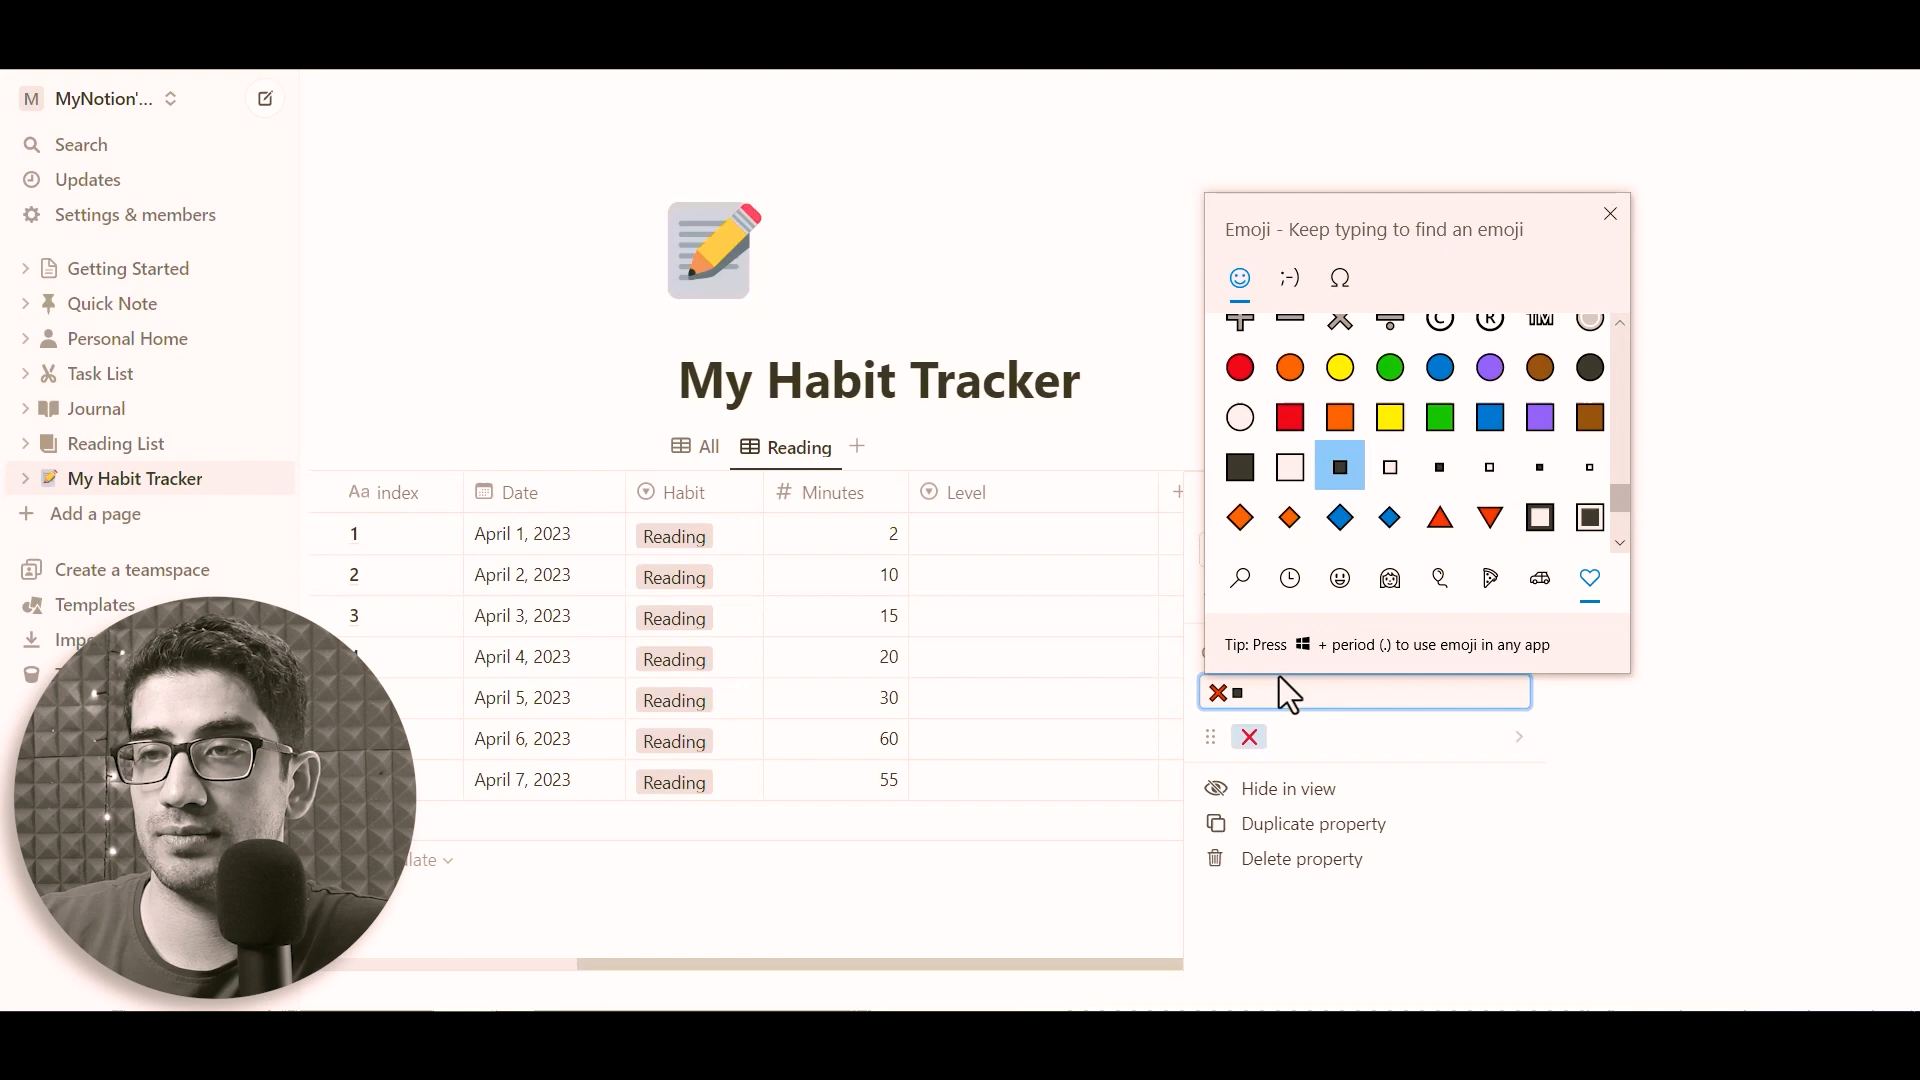 M MyNotion'...
Search
Updates
Settings & members
Getting Started
Quick Note
Personal Home
Task List
Journal
Reading List
My Habit Tracker
Add a page
Create a teamspace
Templates
My Habit Tracker
All Reading
Aa index Date Habit # Minutes Level
1 April 1, 2023 Reading 2
2 April 2, 2023 Reading 10
3 April 3, 2023 Reading 15
April 4, 2023 Reading 20
April 5, 2023 Reading 30
April 6, 2023 Reading 60
April 7, 2023 Reading 55
Emoji - Keep typing to find an emoji
;-) Ω
Tip: Press + period (.) to use emoji in any app
Hide in view
Duplicate property
Delete property